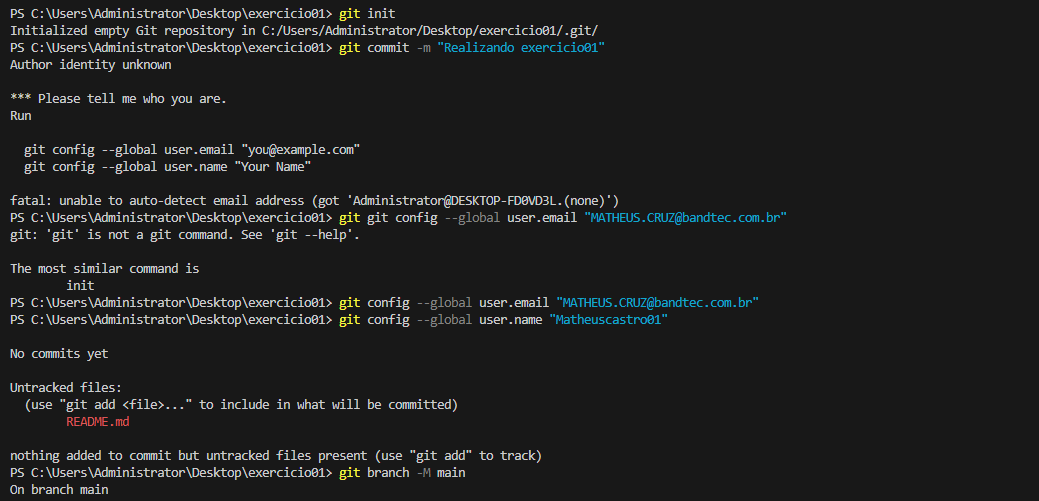 PS C:\Users\Administrator\Desktop\exercicio01> git init
Initialized empty Git repository in C:/Users/Administrator/Desktop/exercicio01/.git/
PS C:\Users\Administrator\Desktop\exercicio01> git commit -m "Realizando exercicio01"
Author identity unknown

*** Please tell me who you are.
Run

  git config --global user.email "you@example.com"
  git config --global user.name "Your Name"

fatal: unable to auto-detect email address (got 'Administrator@DESKTOP-FD0VD3L.(none)')
PS C:\Users\Administrator\Desktop\exercicio01> git git config --global user.email "MATHEUS.CRUZ@bandtec.com.br"
git: 'git' is not a git command. See 'git --help'.

The most similar command is
        init
PS C:\Users\Administrator\Desktop\exercicio01> git config --global user.email "MATHEUS.CRUZ@bandtec.com.br"
PS C:\Users\Administrator\Desktop\exercicio01> git config --global user.name "Matheuscastro01"

No commits yet

Untracked files:
  (use "git add <file>..." to include in what will be committed)
        README.md

nothing added to commit but untracked files present (use "git add" to track)
PS C:\Users\Administrator\Desktop\exercicio01> git branch -M main
On branch main